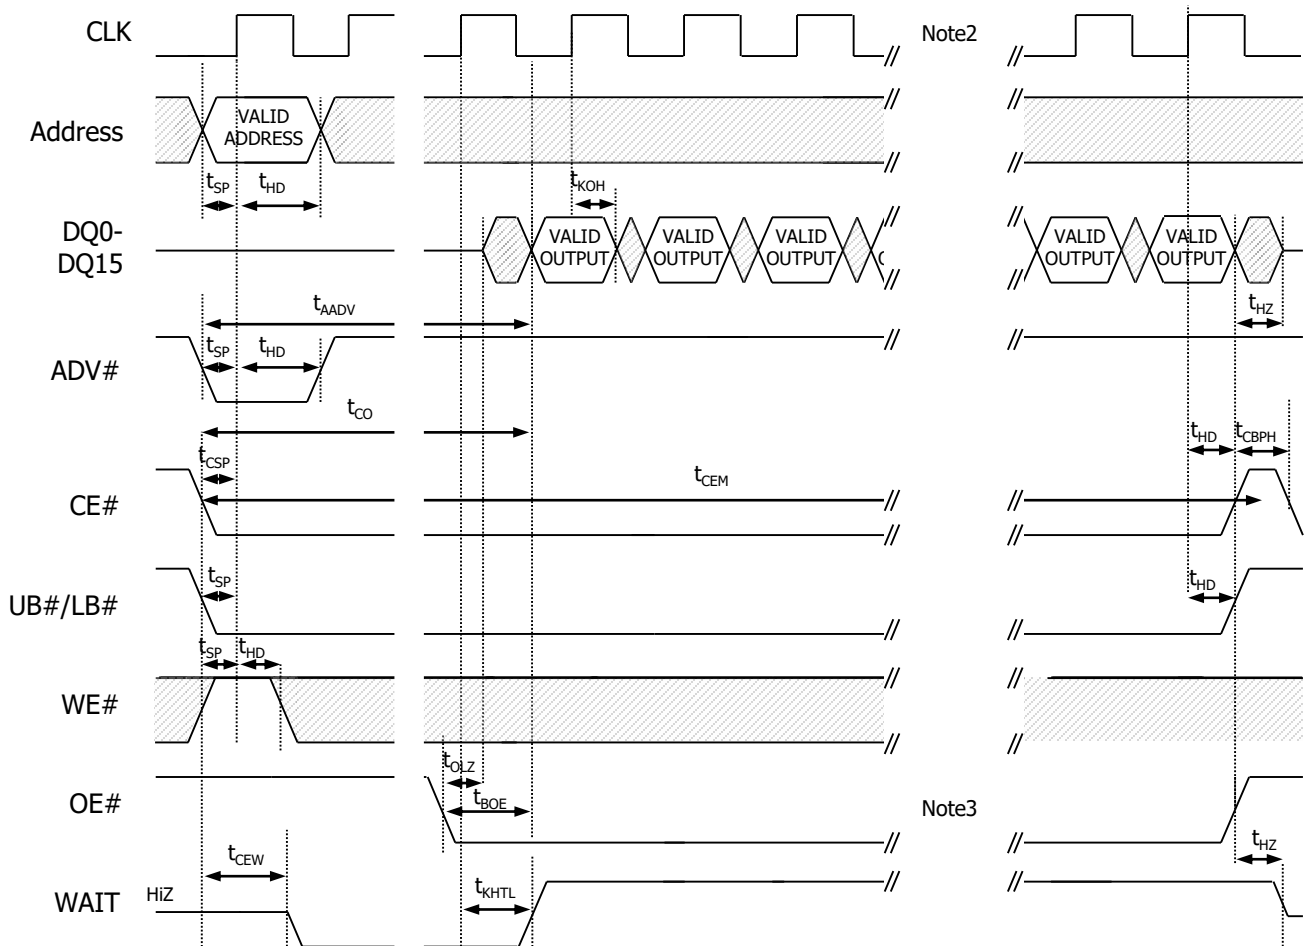 CLK
Note2
Address
VALID
ADDRESS
tSP
tHD
tKOH
DQ0-
DQ15
VALID
OUTPUT
VALID
OUTPUT
VALID
OUTPUT
VALID
OUTPUT
VALID
OUTPUT
tAADV
tHZ
ADV#
tSP
tHD
tCO
tHD
tCBPH
CE#
tCSP
tCEM
UB#/LB#
tSP
tHD
WE#
tSP
tHD
OE#
tOLZ
tBOE
Note3
WAIT
HiZ
tCEW
tKHTL
tHZ